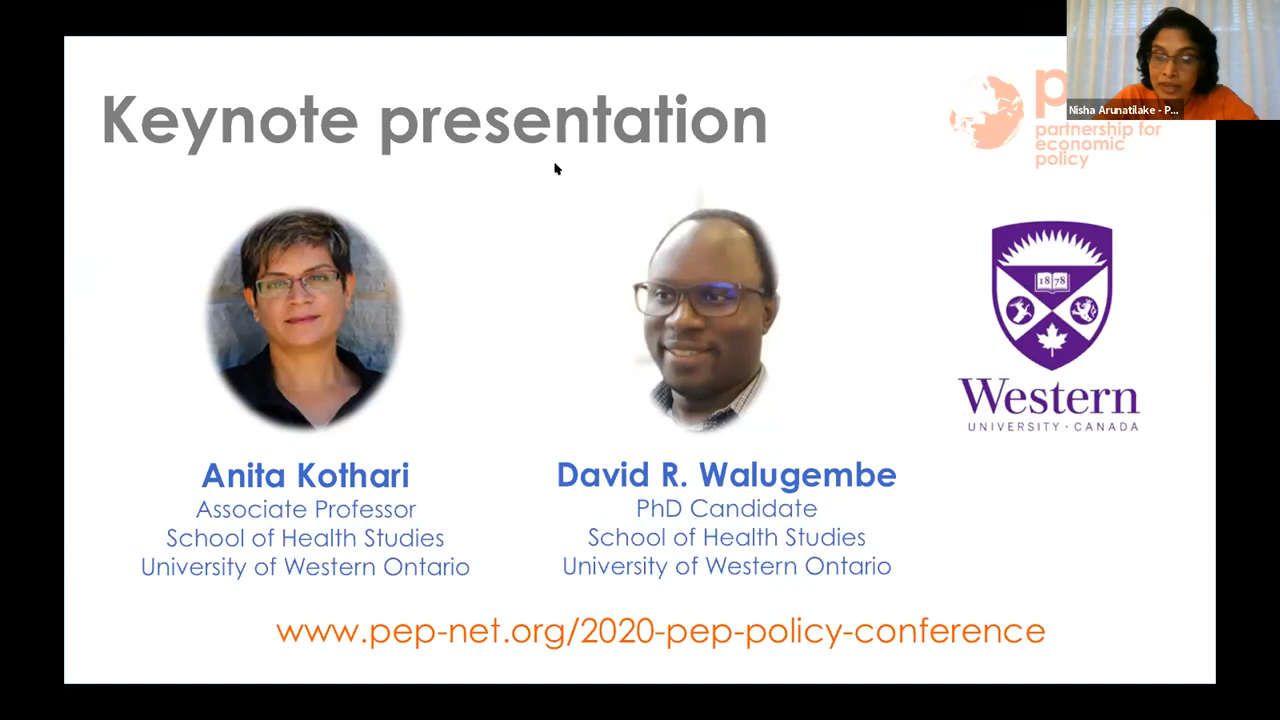 Keynote presentation
Nisha Arunatilake - P...
p
partnership for
economic
policy
1878
Western
UNIVERSITY · CANADA
Anita Kothari
Associate Professor
School of Health Studies
University of Western Ontario
David R. Walugembe
PhD Candidate
School of Health Studies
University of Western Ontario
www.pep-net.org/2020-pep-policy-conference